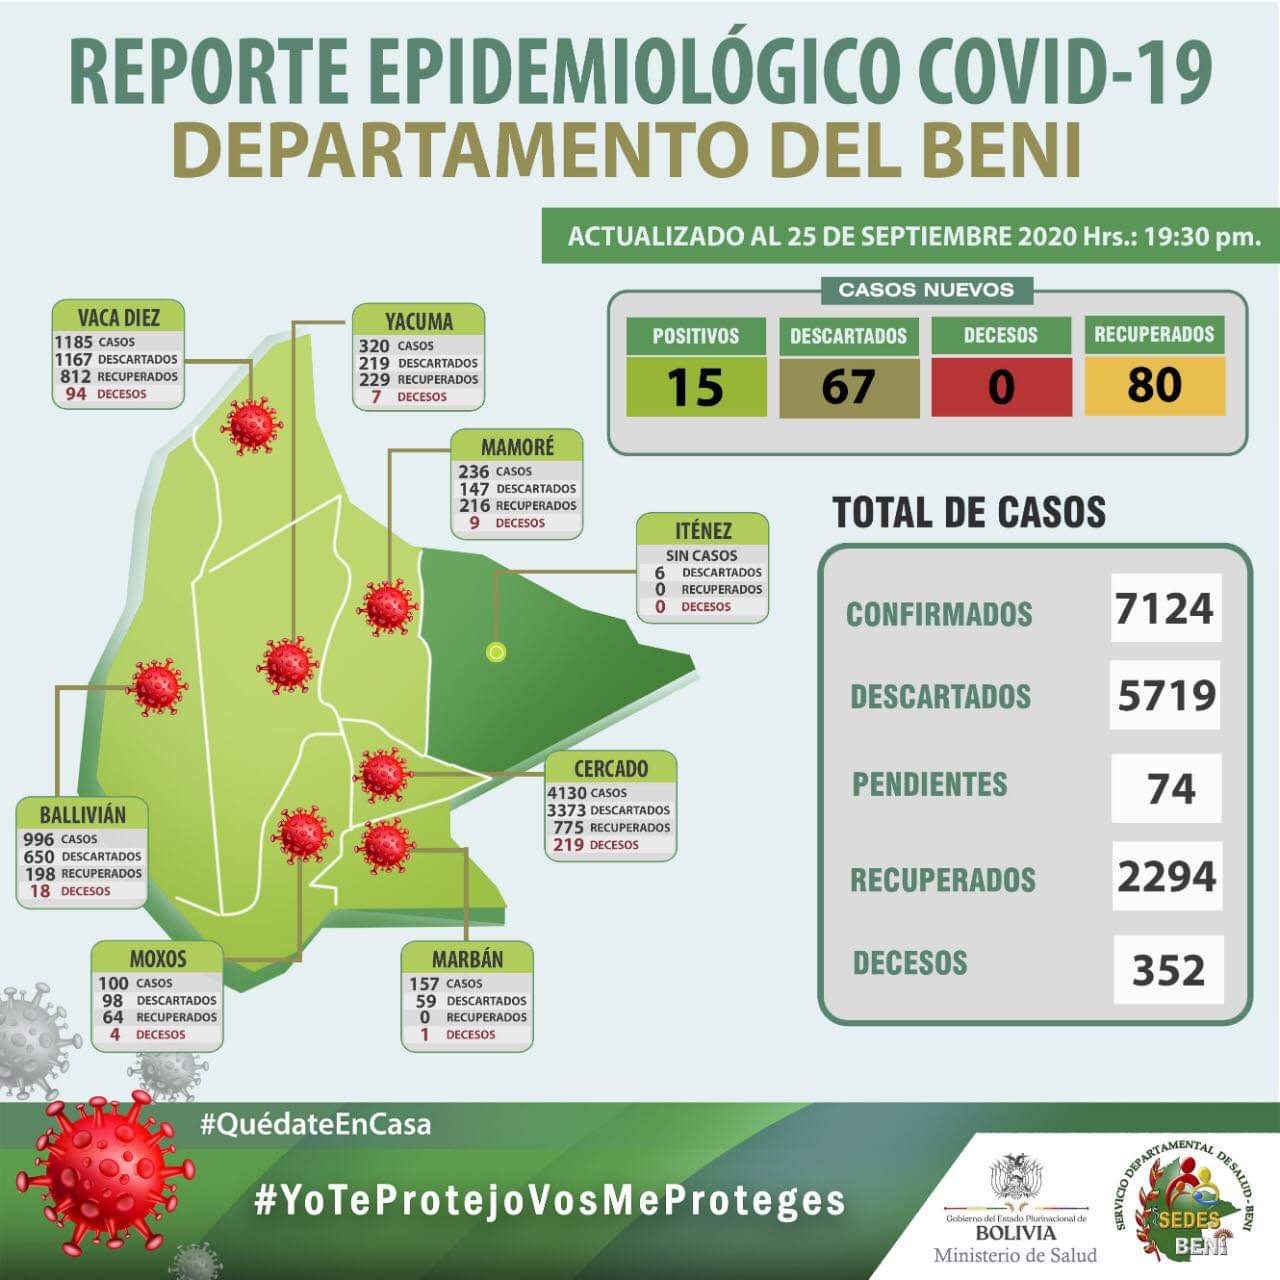 REPORTE EPIDEMIOLÓGICO COVID-19
DEPARTAMENTO DEL BENI
ACTUALIZADO AL 25 DE SEPTIEMBRE 2020 Hrs.: 19:30 pm.
CASOS NUEVOS
POSITIVOS DESCARTADOS DECESOS RECUPERADOS
15 67 0 80
VACA DIEZ
1185 CASOS
1167 DESCARTADOS
812 RECUPERADOS
94 DECESOS
YACUMA
320 CASOS
219 DESCARTADOS
229 RECUPERADOS
7 DECESOS
MAMORÉ
236 CASOS
147 DESCARTADOS
216 RECUPERADOS
9 DECESOS
ITÉNEZ
SIN CASOS
6 DESCARTADOS
0 RECUPERADOS
0 DECESOS
CERCADO
4130 CASOS
3373 DESCARTADOS
775 RECUPERADOS
219 DECESOS
BALLIVIÁN
996 CASOS
650 DESCARTADOS
198 RECUPERADOS
18 DECESOS
MOXOS
100 CASOS
98 DESCARTADOS
64 RECUPERADOS
4 DECESOS
MARBÁN
157 CASOS
59 DESCARTADOS
0 RECUPERADOS
1 DECESOS
TOTAL DE CASOS
CONFIRMADOS 7124
DESCARTADOS 5719
PENDIENTES 74
RECUPERADOS 2294
DECESOS 352
#QuédateEnCasa
#YoTeProtejoVosMeProteges
Gobierno del Estado Plurinacional de
BOLIVIA
Ministerio de Salud
SERVICIO DEPARTAMENTAL DE SALUD - BENI
SEDES
BENI